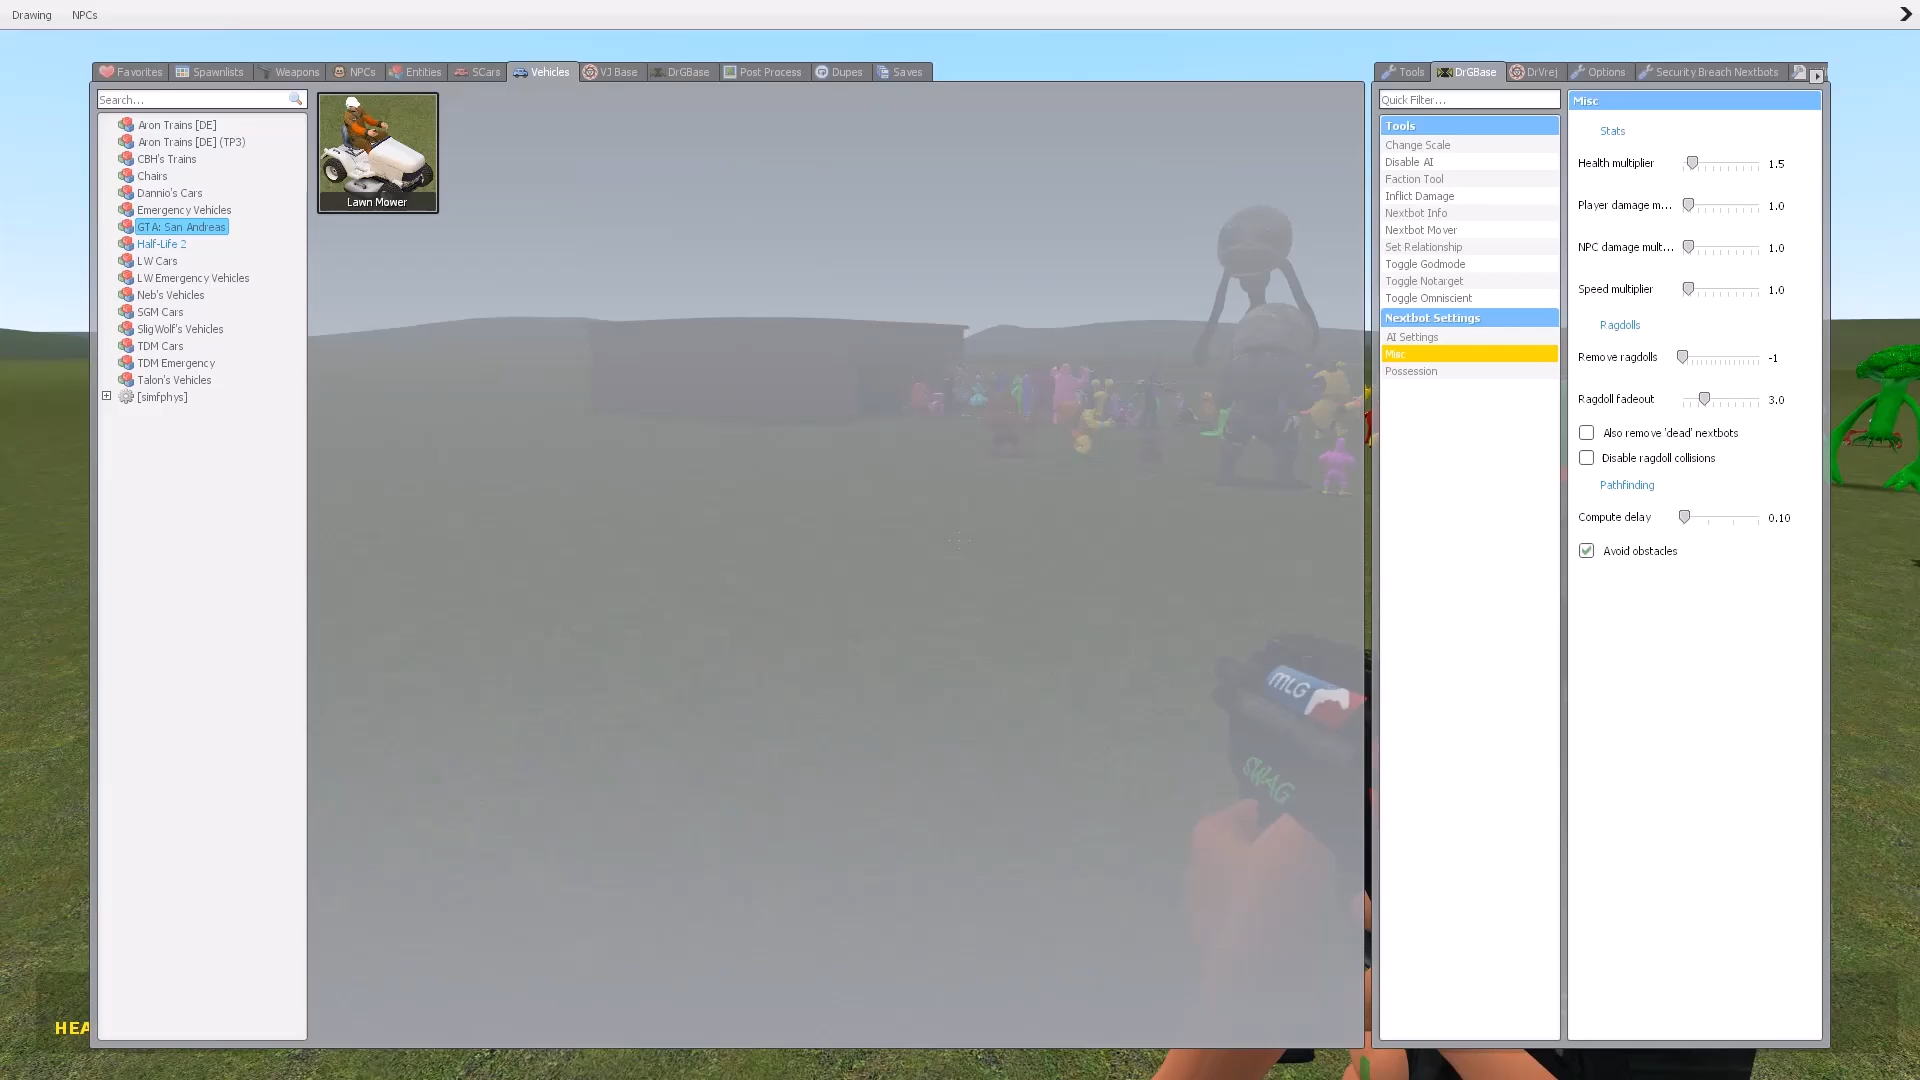 Drawing NPCs
Favorites Spawnlists Weapons NPCs Entities SCars Vehicles VJ Base DrGBase Post Process Dupes Saves
Search...
Aron Trains [DE]
Aron Trains [DE] (TP3)
CBH's Trains
Chairs
Dannio's Cars
Emergency Vehicles
GTA: San Andreas
Half-Life 2
LW Cars
LW Emergency Vehicles
Neb's Vehicles
SGM Cars
SligWolf's Vehicles
TDM Cars
TDM Emergency
Talon's Vehicles
[simfphys]
Lawn Mower
MLG
SWAG
HEA
Tools DrGBase DrVrej Options Security Breach Nextbots
Quick Filter...
Tools
Change Scale
Disable AI
Faction Tool
Inflict Damage
Nextbot Info
Nextbot Mover
Set Relationship
Toggle Godmode
Toggle Notarget
Toggle Omniscient
Nextbot Settings
AI Settings
Misc
Possession
Misc
Stats
Health multiplier 1.5
Player damage m... 1.0
NPC damage mult... 1.0
Speed multiplier 1.0
Ragdolls
Remove ragdolls -1
Ragdoll fadeout 3.0
Also remove 'dead' nextbots
Disable ragdoll collisions
Pathfinding
Compute delay 0.10
Avoid obstacles